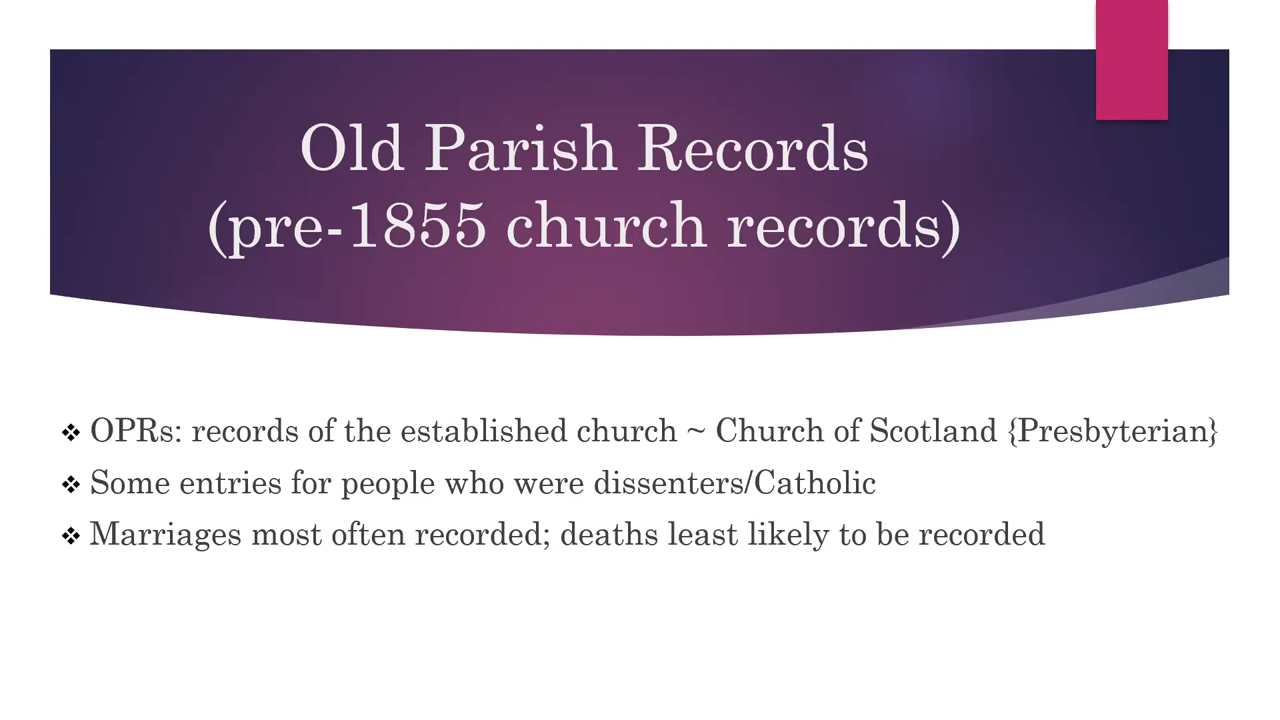 Old Parish Records
(pre-1855 church records)
❖ OPRs: records of the established church ~ Church of Scotland {Presbyterian}
❖ Some entries for people who were dissenters/Catholic
❖ Marriages most often recorded; deaths least likely to be recorded